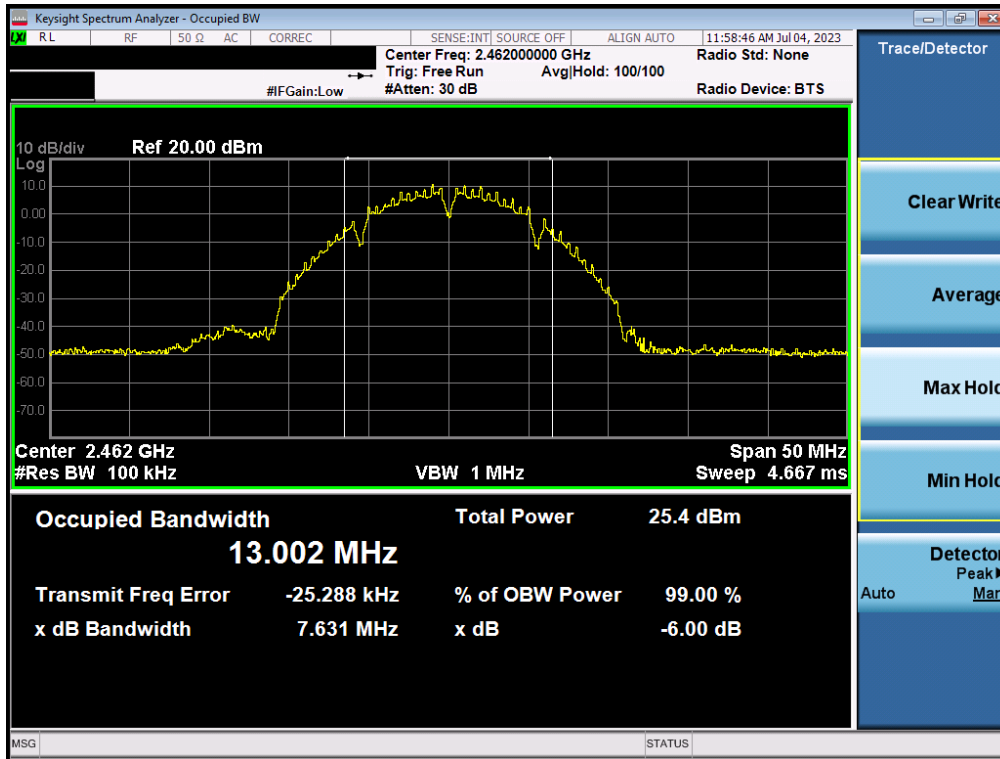 Keysight Spectrum Analyzer - Occupied BW
LXI RL RF 50 Ω AC CORREC SENSE:INT SOURCE OFF ALIGN AUTO 11:58:46 AM Jul 04, 2023
Center Freq: 2.462000000 GHz Radio Std: None
Trig: Free Run Avg|Hold: 100/100
#IFGain:Low #Atten: 30 dB Radio Device: BTS
10 dB/div Ref 20.00 dBm
Log
10.0
0.00
-10.0
-20.0
-30.0
-40.0
-50.0
-60.0
-70.0
Center 2.462 GHz Span 50 MHz
#Res BW 100 kHz VBW 1 MHz Sweep 4.667 ms
Occupied Bandwidth Total Power 25.4 dBm
13.002 MHz
Transmit Freq Error -25.288 kHz % of OBW Power 99.00 %
x dB Bandwidth 7.631 MHz x dB -6.00 dB
MSG STATUS
Trace/Detector
Clear Write
Average
Max Hold
Min Hold
Detector
Peak
Auto Man